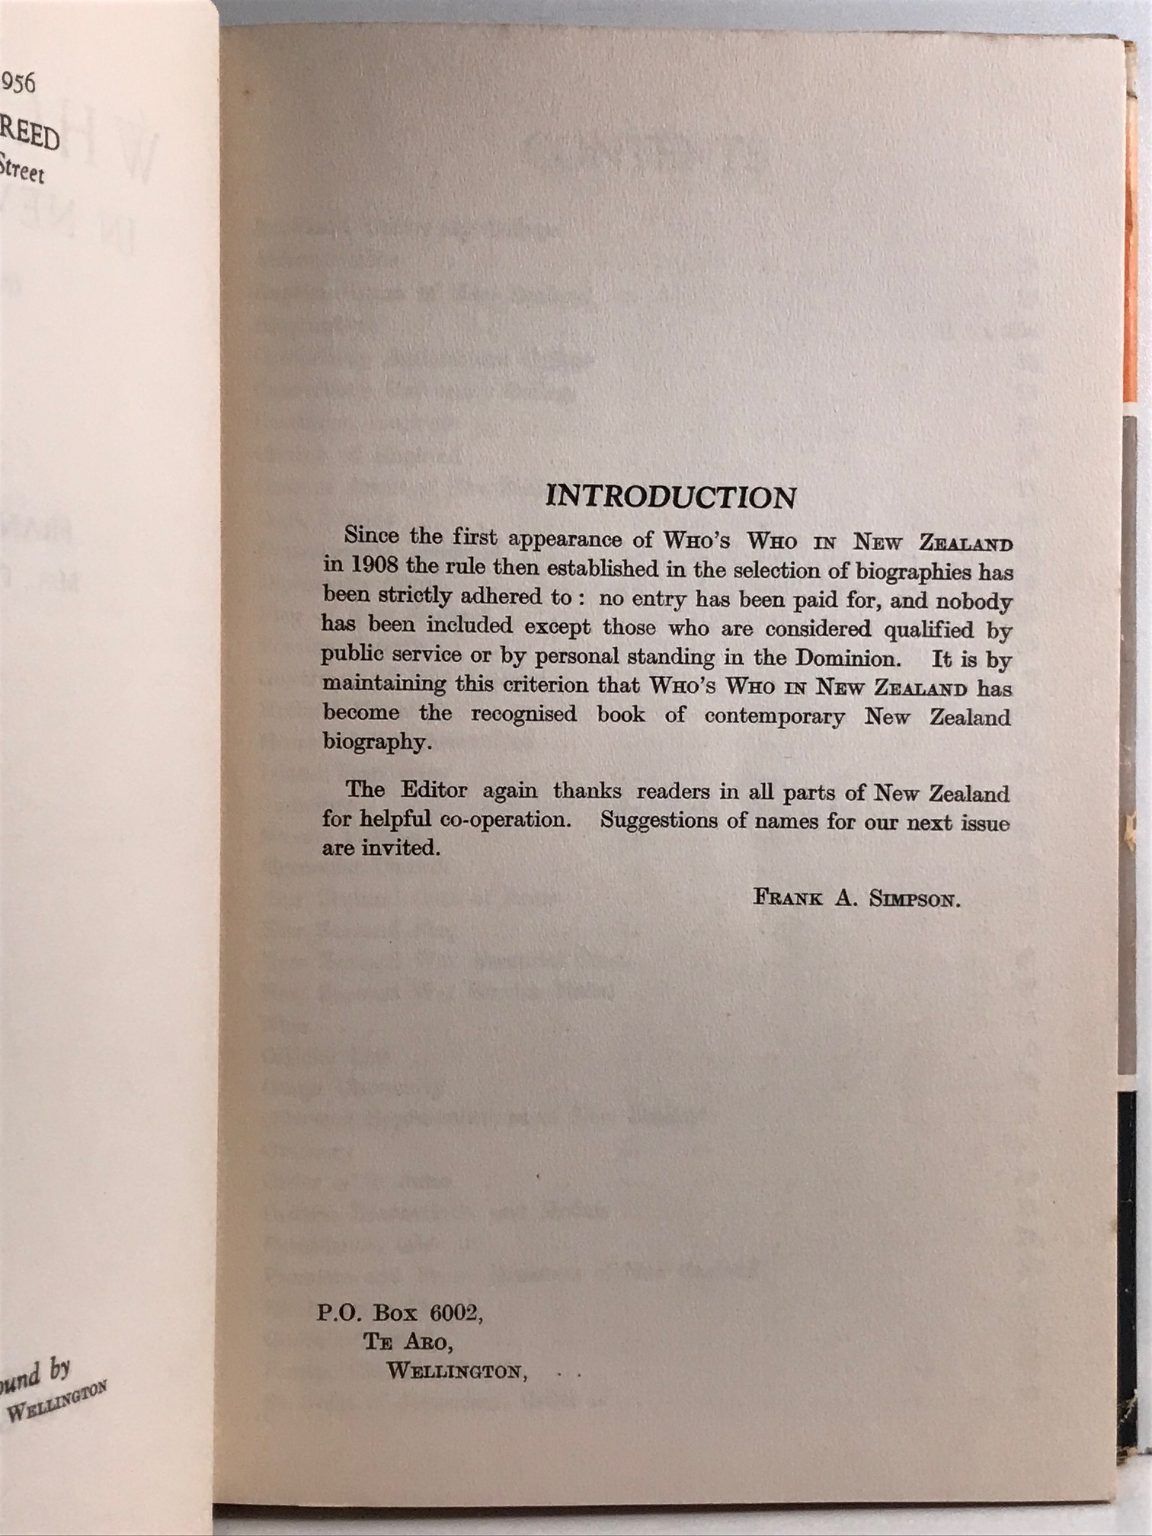 956
REED
Street
ound by
WELLINGTON
INTRODUCTION
Since the first appearance of WHO'S WHO IN NEW ZEALAND
in 1908 the rule then established in the selection of biographies has
been strictly adhered to : no entry has been paid for, and nobody
has been included except those who are considered qualified by
public service or by personal standing in the Dominion. It is by
maintaining this criterion that WHO'S WHO IN NEW ZEALAND has
become the recognised book of contemporary New Zealand
biography.
The Editor again thanks readers in all parts of New Zealand
for helpful co-operation. Suggestions of names for our next issue
are invited.
FRANK A. SIMPSON.
P.O. Box 6002,
TE ARO,
WELLINGTON,